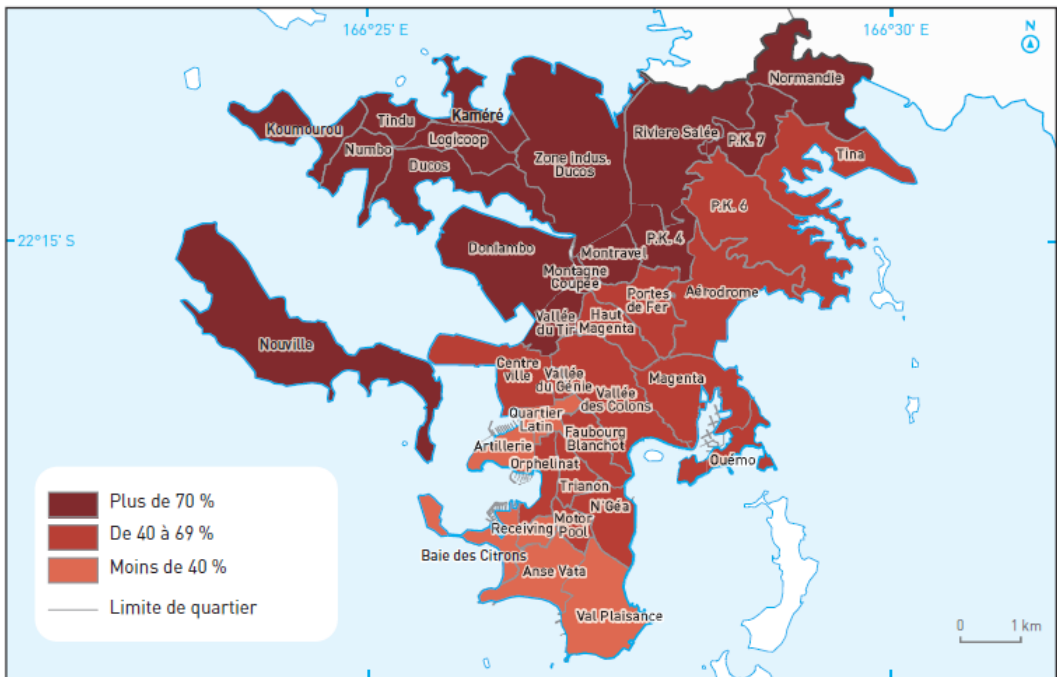 166°25' E
166°30' E
N
Normandie
Kaméré
Koumourou
Tindu
Riviere Salée
Logicoop
P.K. 7
Numbo
Tina
Ducos
Zone Indus.
Ducos
P.K. 6
22°15' S
P.K. 4
Doniambo
Montravel
Montagne
Coupée
Portes
de Fer
Aérodrome
Vallée
du Tir
Haut
Magenta
Nouville
Centre
ville
Vallée
du Génie
Magenta
Vallée
des Colons
Quartier
Latin
Faubourg
Blanchot
Artillerie
Orphelinat
Ouémo
Trianon
N'Géa
Motor
Pool
Receiving
Baie des Citrons
Anse Vata
Val Plaisance
Plus de 70 %
De 40 à 69 %
Moins de 40 %
Limite de quartier
0 1 km